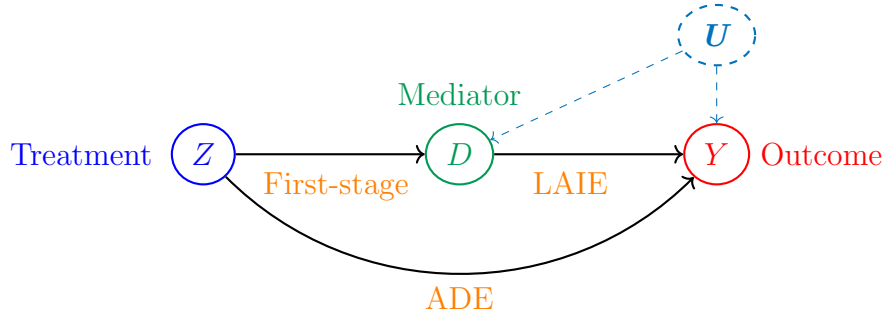 U
Mediator
Treatment
Z
D
Y
Outcome
First-stage
LAIE
ADE